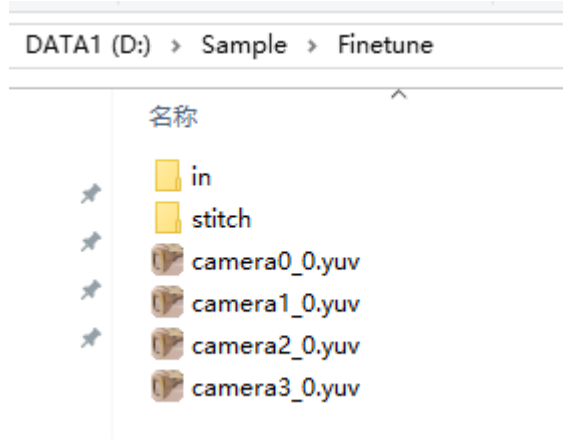 DATA1 (D:) > Sample > Finetune
名称
in
stitch
camera0_0.yuv
camera1_0.yuv
camera2_0.yuv
camera3_0.yuv